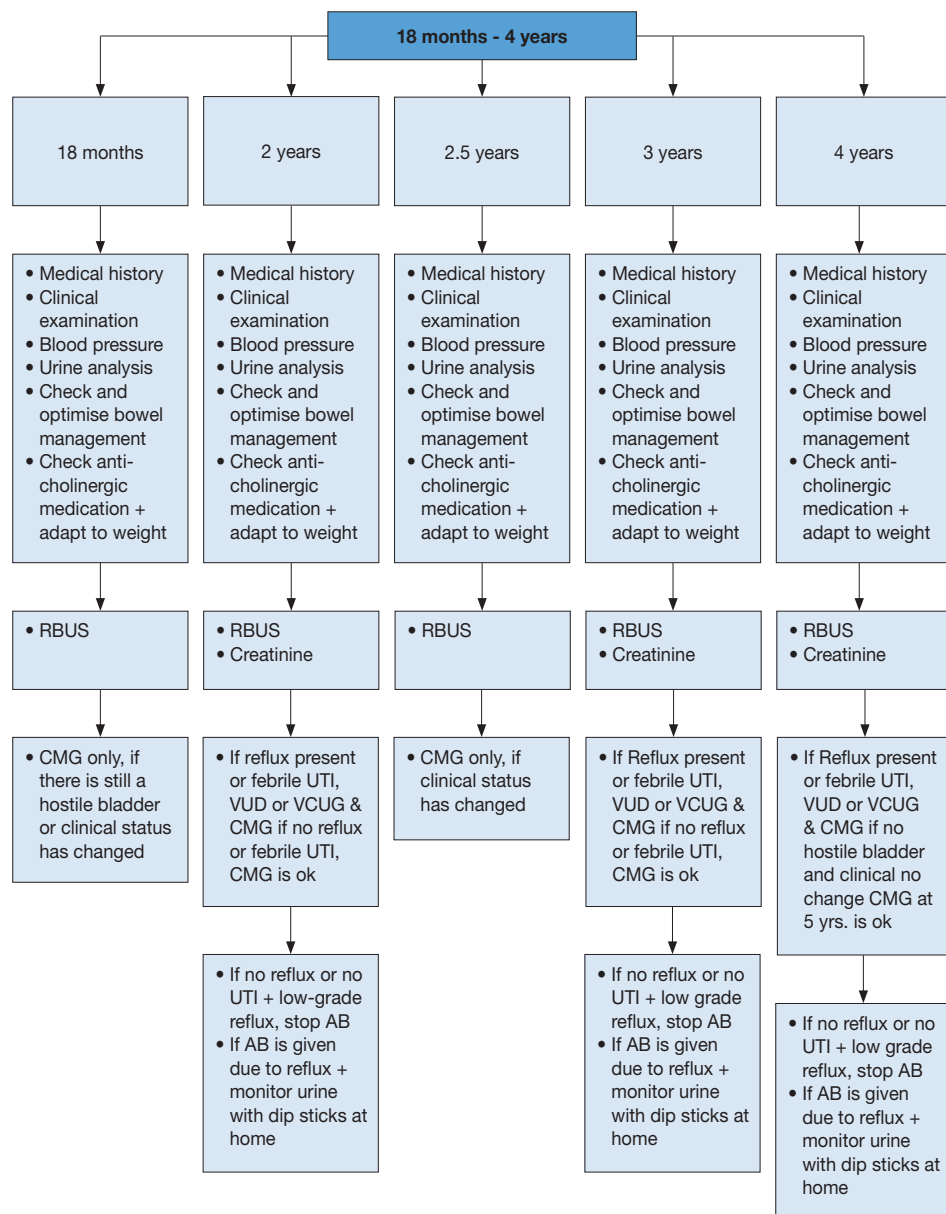 18 months - 4 years
18 months
2 years
2.5 years
3 years
4 years
• Medical history
• Clinical
examination
• Blood pressure
• Urine analysis
• Check and
optimise bowel
management
• Check anti-
cholinergic
medication +
adapt to weight
• Medical history
• Clinical
examination
• Blood pressure
• Urine analysis
• Check and
optimise bowel
management
• Check anti-
cholinergic
medication +
adapt to weight
• Medical history
• Clinical
examination
• Blood pressure
• Urine analysis
• Check and
optimise bowel
management
• Check anti-
cholinergic
medication +
adapt to weight
• Medical history
• Clinical
examination
• Blood pressure
• Urine analysis
• Check and
optimise bowel
management
• Check anti-
cholinergic
medication +
adapt to weight
• Medical history
• Clinical
examination
• Blood pressure
• Urine analysis
• Check and
optimise bowel
management
• Check anti-
cholinergic
medication +
adapt to weight
• RBUS
• RBUS
• Creatinine
• RBUS
• RBUS
• Creatinine
• RBUS
• Creatinine
• CMG only, if
there is still a
hostile bladder
or clinical status
has changed
• If reflux present
or febrile UTI,
VUD or VCUG &
CMG if no reflux
or febrile UTI,
CMG is ok
• CMG only, if
clinical status
has changed
• If Reflux present
or febrile UTI,
VUD or VCUG &
CMG if no reflux
or febrile UTI,
CMG is ok
• If Reflux present
or febrile UTI,
VUD or VCUG
& CMG if no
hostile bladder
and clinical no
change CMG at
5 yrs. is ok
• If no reflux or no
UTI + low-grade
reflux, stop AB
• If AB is given
due to reflux +
monitor urine
with dip sticks at
home
• If no reflux or no
UTI + low grade
reflux, stop AB
• If AB is given
due to reflux +
monitor urine
with dip sticks at
home
• If no reflux or no
UTI + low grade
reflux, stop AB
• If AB is given
due to reflux +
monitor urine
with dip sticks at
home